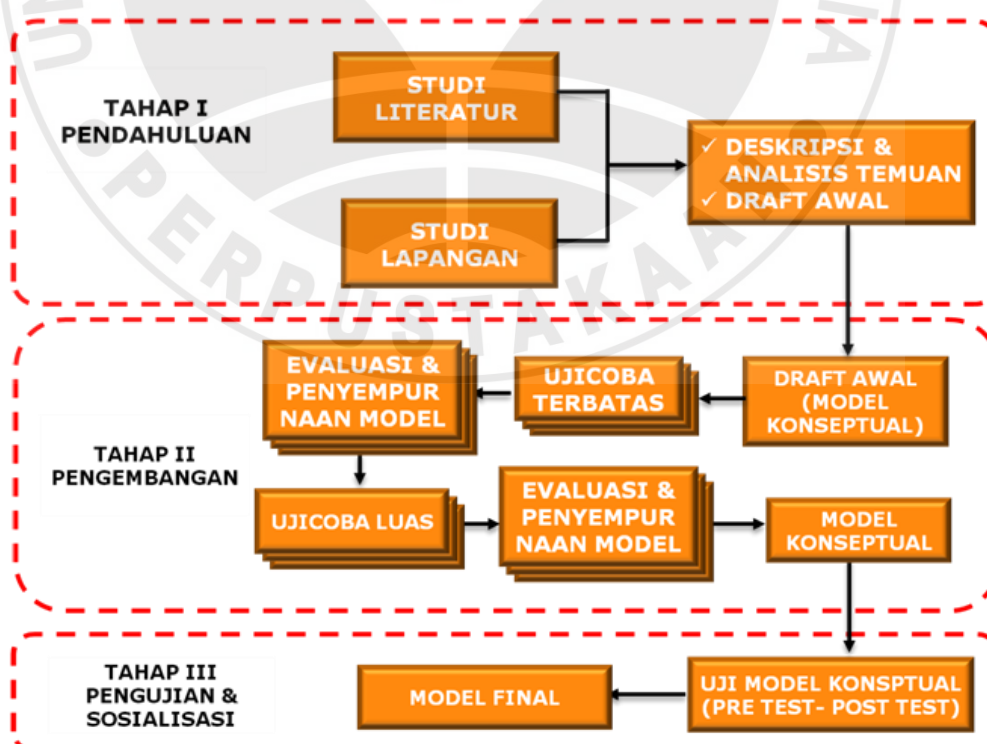 TAHAP I
PENDAHULUAN
STUDI
LITERATUR
STUDI
LAPANGAN
✓ DESKRIPSI &
ANALISIS TEMUAN
✓ DRAFT AWAL
PERPUSTAKAAN
IA
TAHAP II
PENGEMBANGAN
DRAFT AWAL
(MODEL
KONSEPTUAL)
UJICOBA
TERBATAS
EVALUASI &
PENYEMPUR
NAAN MODEL
UJICOBA LUAS
EVALUASI &
PENYEMPUR
NAAN MODEL
MODEL
KONSEPTUAL
TAHAP III
PENGUJIAN &
SOSIALISASI
UJI MODEL KONSPTUAL
(PRE TEST- POST TEST)
MODEL FINAL